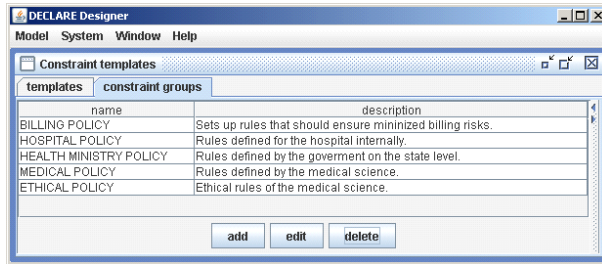 DECLARE Designer
Model System Window Help
Constraint templates
templates constraint groups
name description
BILLING POLICY Sets up rules that should ensure mininized billing risks.
HOSPITAL POLICY Rules defined for the hospital internally.
HEALTH MINISTRY POLICY Rules defined by the goverment on the state level.
MEDICAL POLICY Rules defined by the medical science.
ETHICAL POLICY Ethical rules of the medical science.
add edit delete